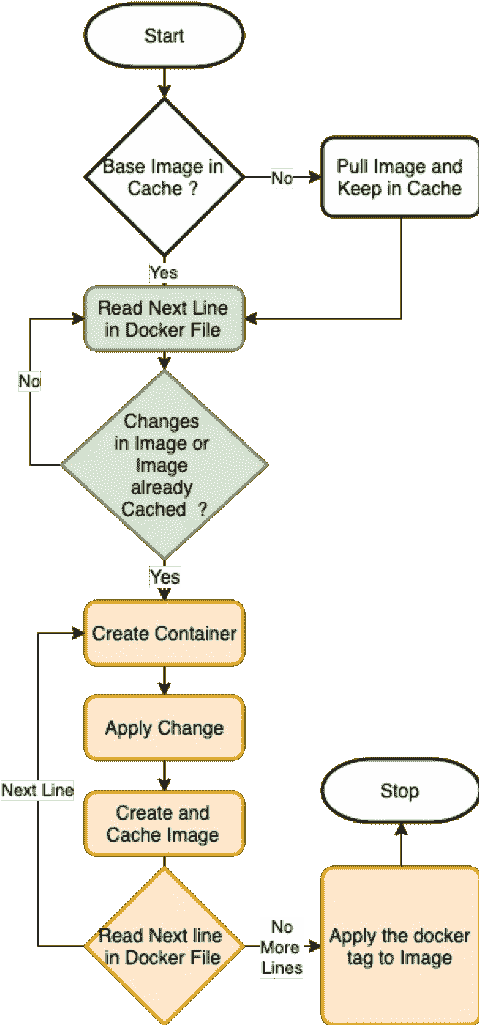 Start
Base Image in
Cache ?
No
Pull Image and
Keep in Cache
Yes
Read Next Line
in Docker File
No
Changes
in Image or
Image
already
Cached ?
Yes
Create Container
Apply Change
Next Line
Create and
Cache Image
Stop
Read Next line
in Docker File
No
More
Lines
Apply the docker
tag to Image